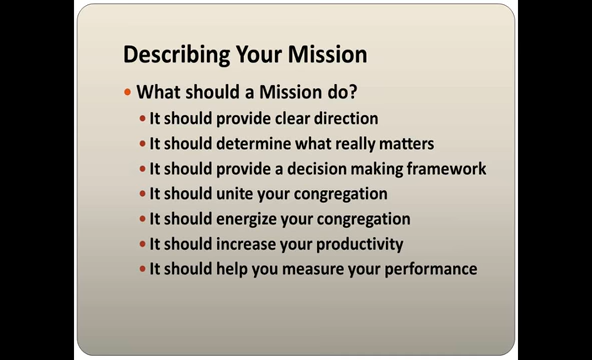 Describing Your Mission
• What should a Mission do?
• It should provide clear direction
• It should determine what really matters
• It should provide a decision making framework
• It should unite your congregation
• It should energize your congregation
• It should increase your productivity
• It should help you measure your performance